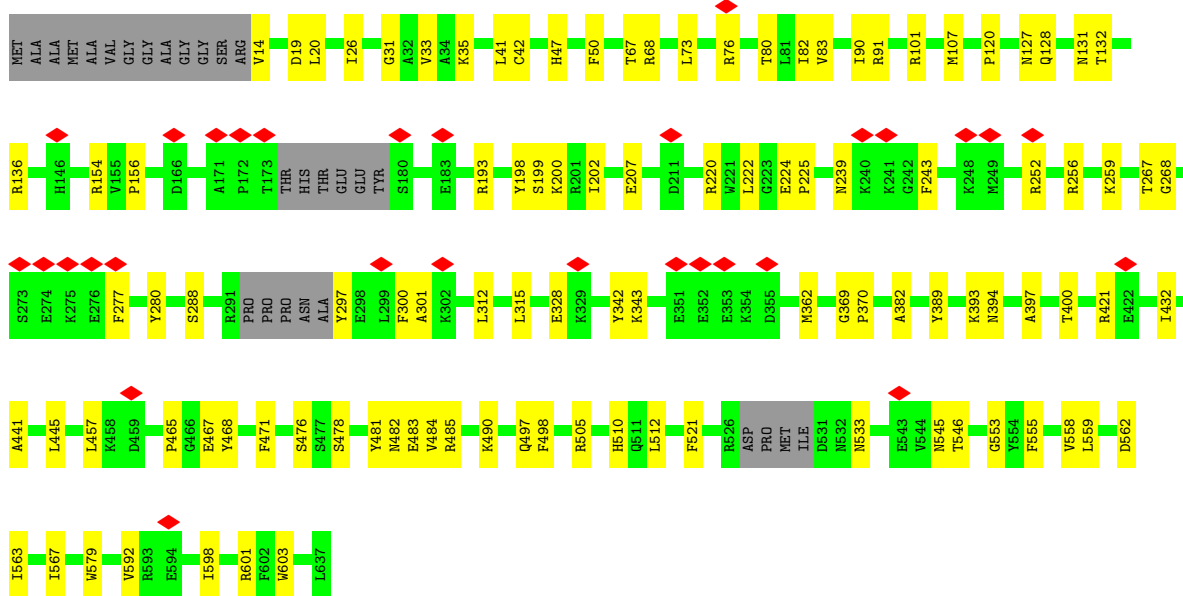 MET ALA ALA MET ALA VAL GLY GLY ALA GLY GLY SER ARG V14 D19 L20 I26 G31 A32 V33 A34 K35 L41 C42 H47 F50 T67 R68 L73 R76 T80 L81 I82 V83 I90 R91 R101 M107 P120 N127 Q128 N131 T132
R136 H146 R154 V155 P156 D166 A171 P172 T173 THR HIS THR GLU GLU TYR S180 E183 R193 Y198 S199 K200 R201 I202 E207 D211 R220 W221 L222 G223 E224 P225 N239 K240 K241 G242 F243 K248 M249 R252 R256 K259 T267 G268
S273 E274 K275 E276 F277 Y280 S288 R291 PRO PRO PRO ASN ALA Y297 E298 L299 F300 A301 K302 L312 L315 E328 K329 Y342 K343 E351 E352 E353 K354 D355 M362 G369 P370 A382 Y389 K393 N394 A397 T400 R421 E422 I432
A441 L445 L457 K458 D459 P465 G466 E467 Y468 F471 S476 S477 S478 Y481 N482 E483 V484 R485 K490 Q497 F498 R505 H510 Q511 L512 F521 R526 ASP PRO MET ILE D531 N532 N533 E543 V544 N545 T546 G553 Y554 F555 V558 L559 D562
I563 I567 W579 V592 R593 E594 I598 R601 F602 W603 L637